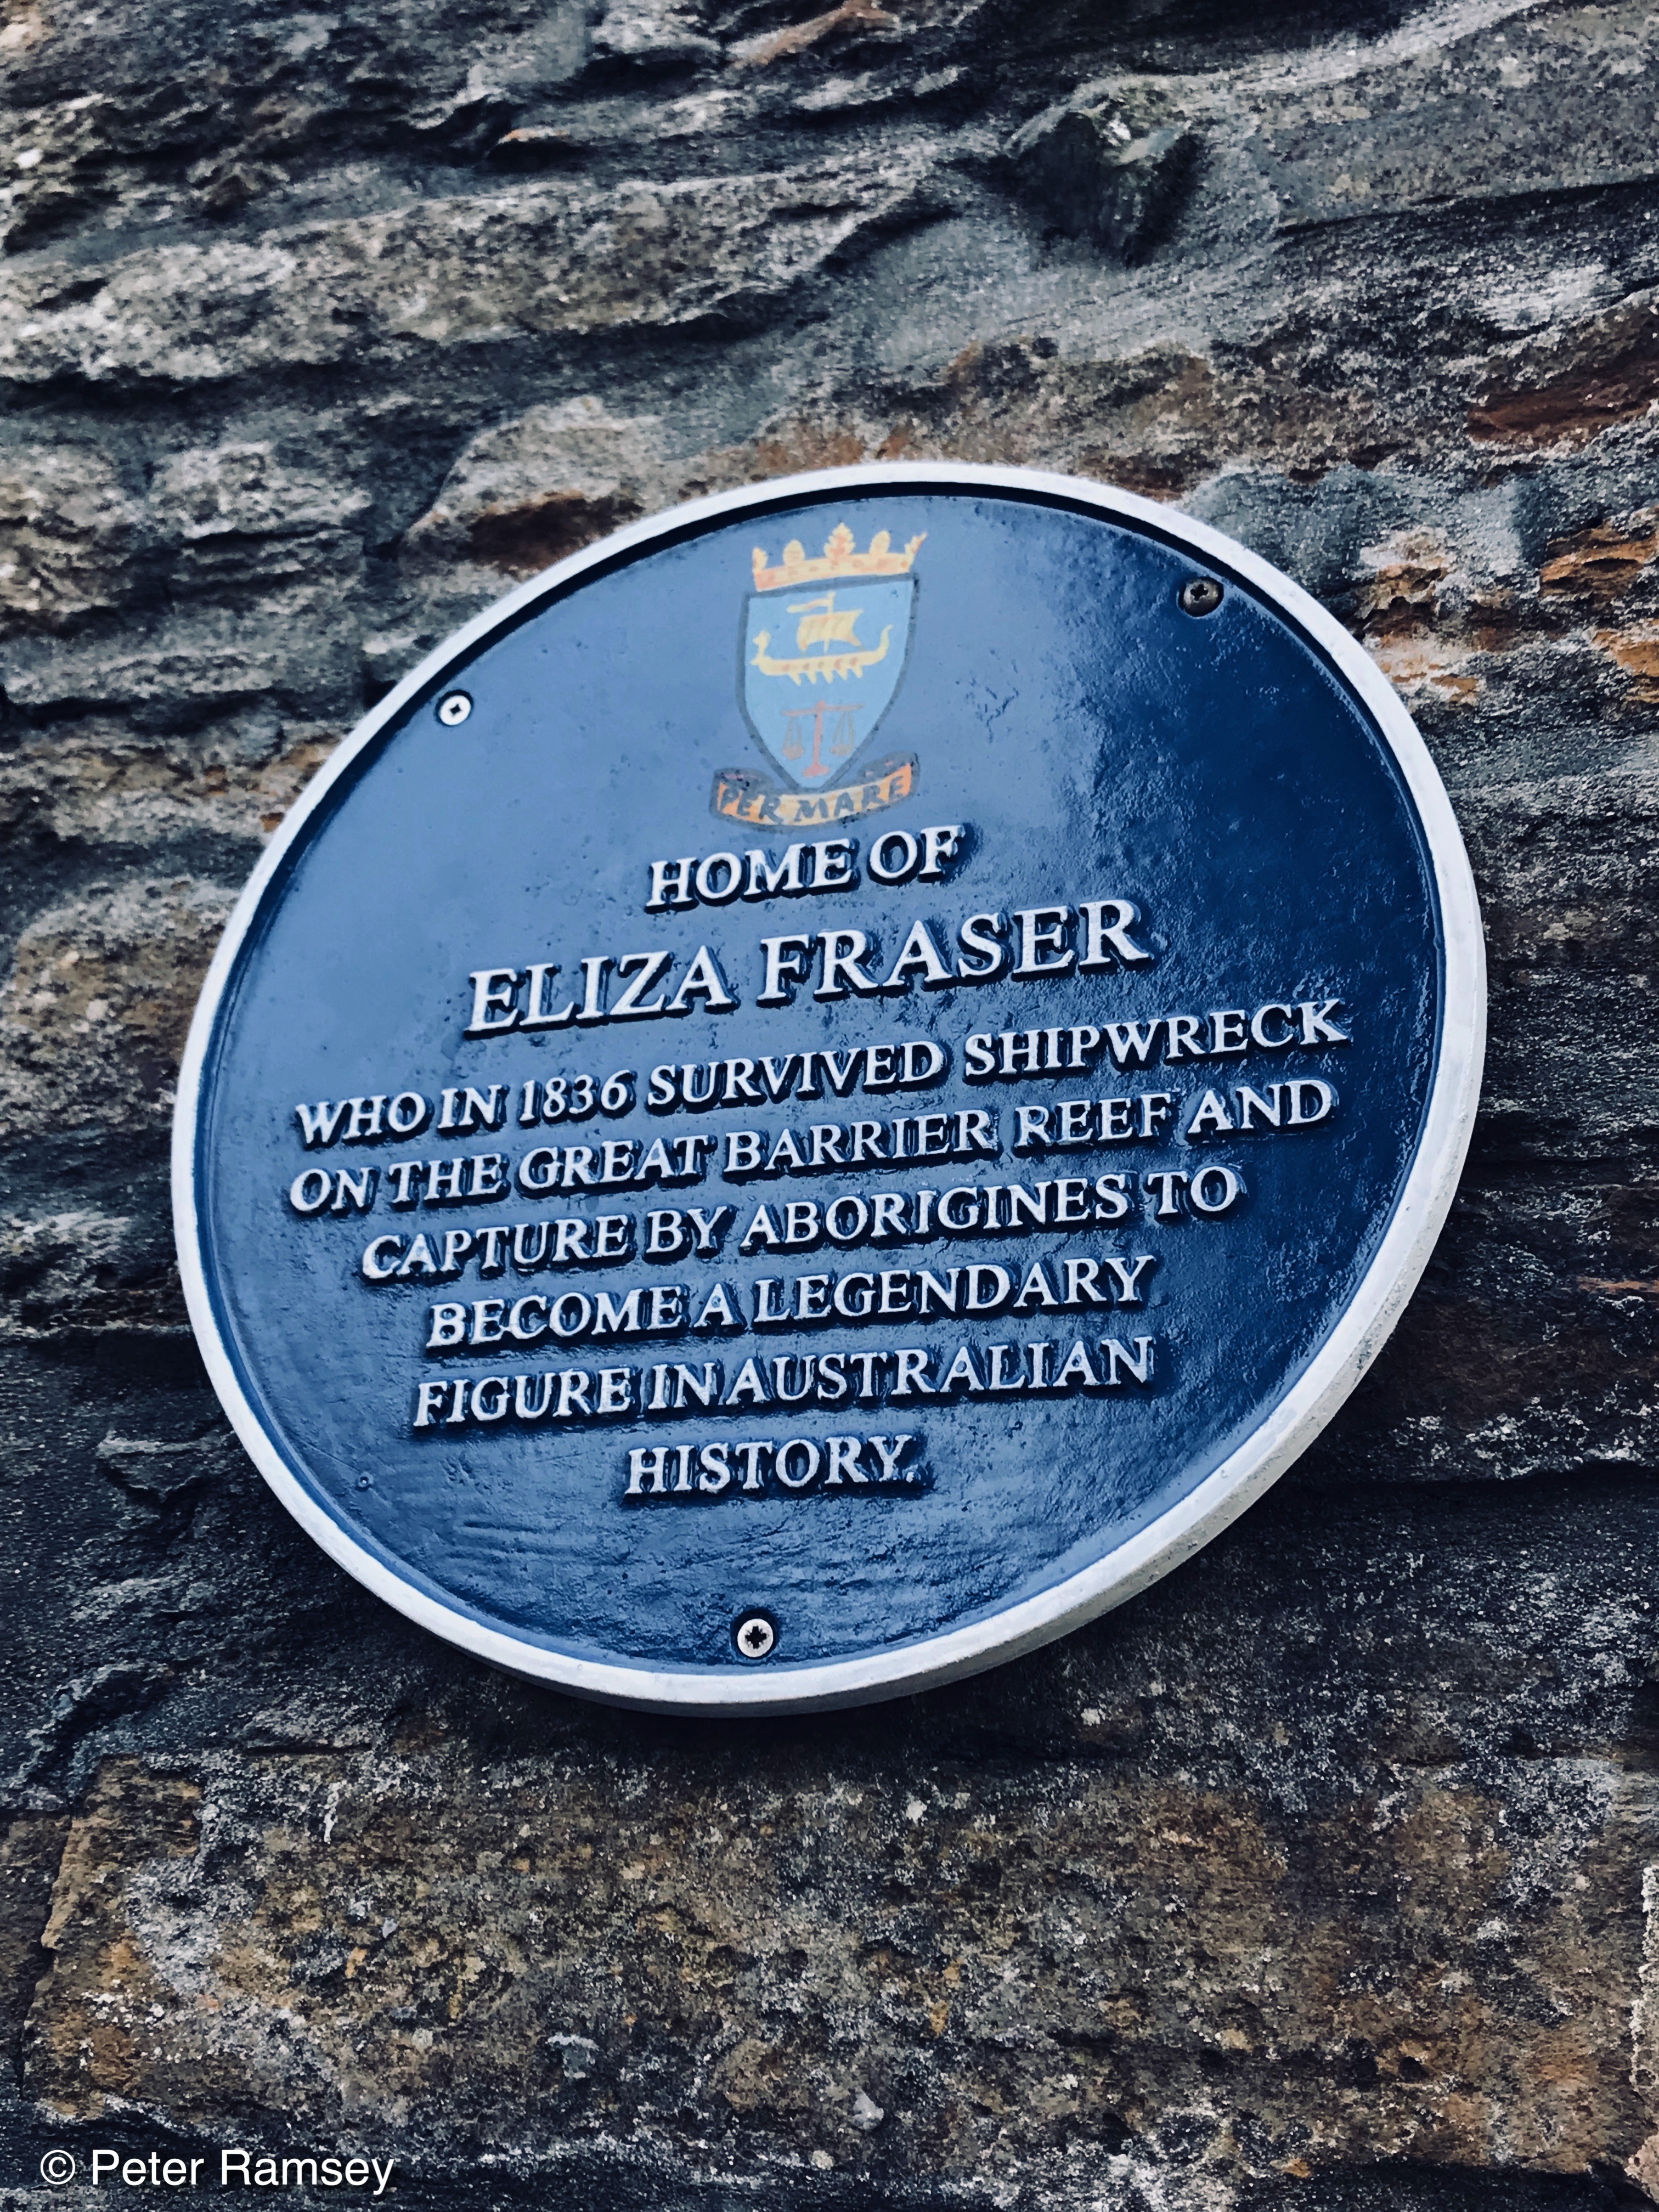 PER MARE
HOME OF
ELIZA FRASER
WHO IN 1836 SURVIVED SHIPWRECK
ON THE GREAT BARRIER REEF AND
CAPTURE BY ABORIGINES TO
BECOME A LEGENDARY
FIGURE IN AUSTRALIAN
HISTORY.
© Peter Ramsey